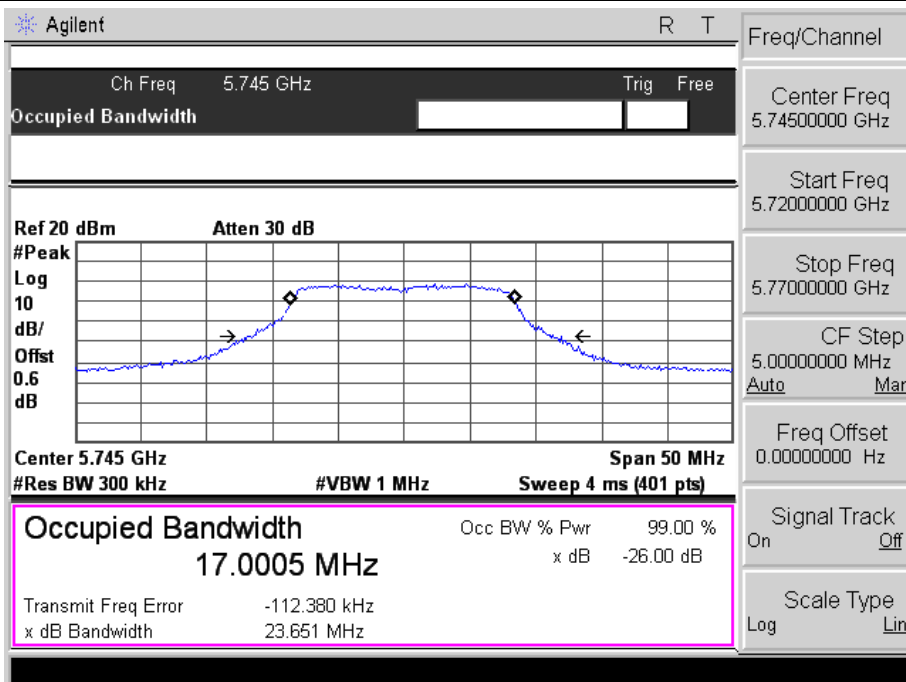 Agilent R T
Ch Freq 5.745 GHz Trig Free
Occupied Bandwidth
Ref 20 dBm Atten 30 dB
#Peak
Log
10
dB/
Offst
0.6
dB
Center 5.745 GHz Span 50 MHz
#Res BW 300 kHz #VBW 1 MHz Sweep 4 ms (401 pts)
Occupied Bandwidth Occ BW % Pwr 99.00 %
17.0005 MHz x dB -26.00 dB
Transmit Freq Error -112.380 kHz
x dB Bandwidth 23.651 MHz
Freq/Channel
Center Freq
5.74500000 GHz
Start Freq
5.72000000 GHz
Stop Freq
5.77000000 GHz
CF Step
5.00000000 MHz
Auto Man
Freq Offset
0.00000000 Hz
Signal Track
On Off
Scale Type
Log Lin